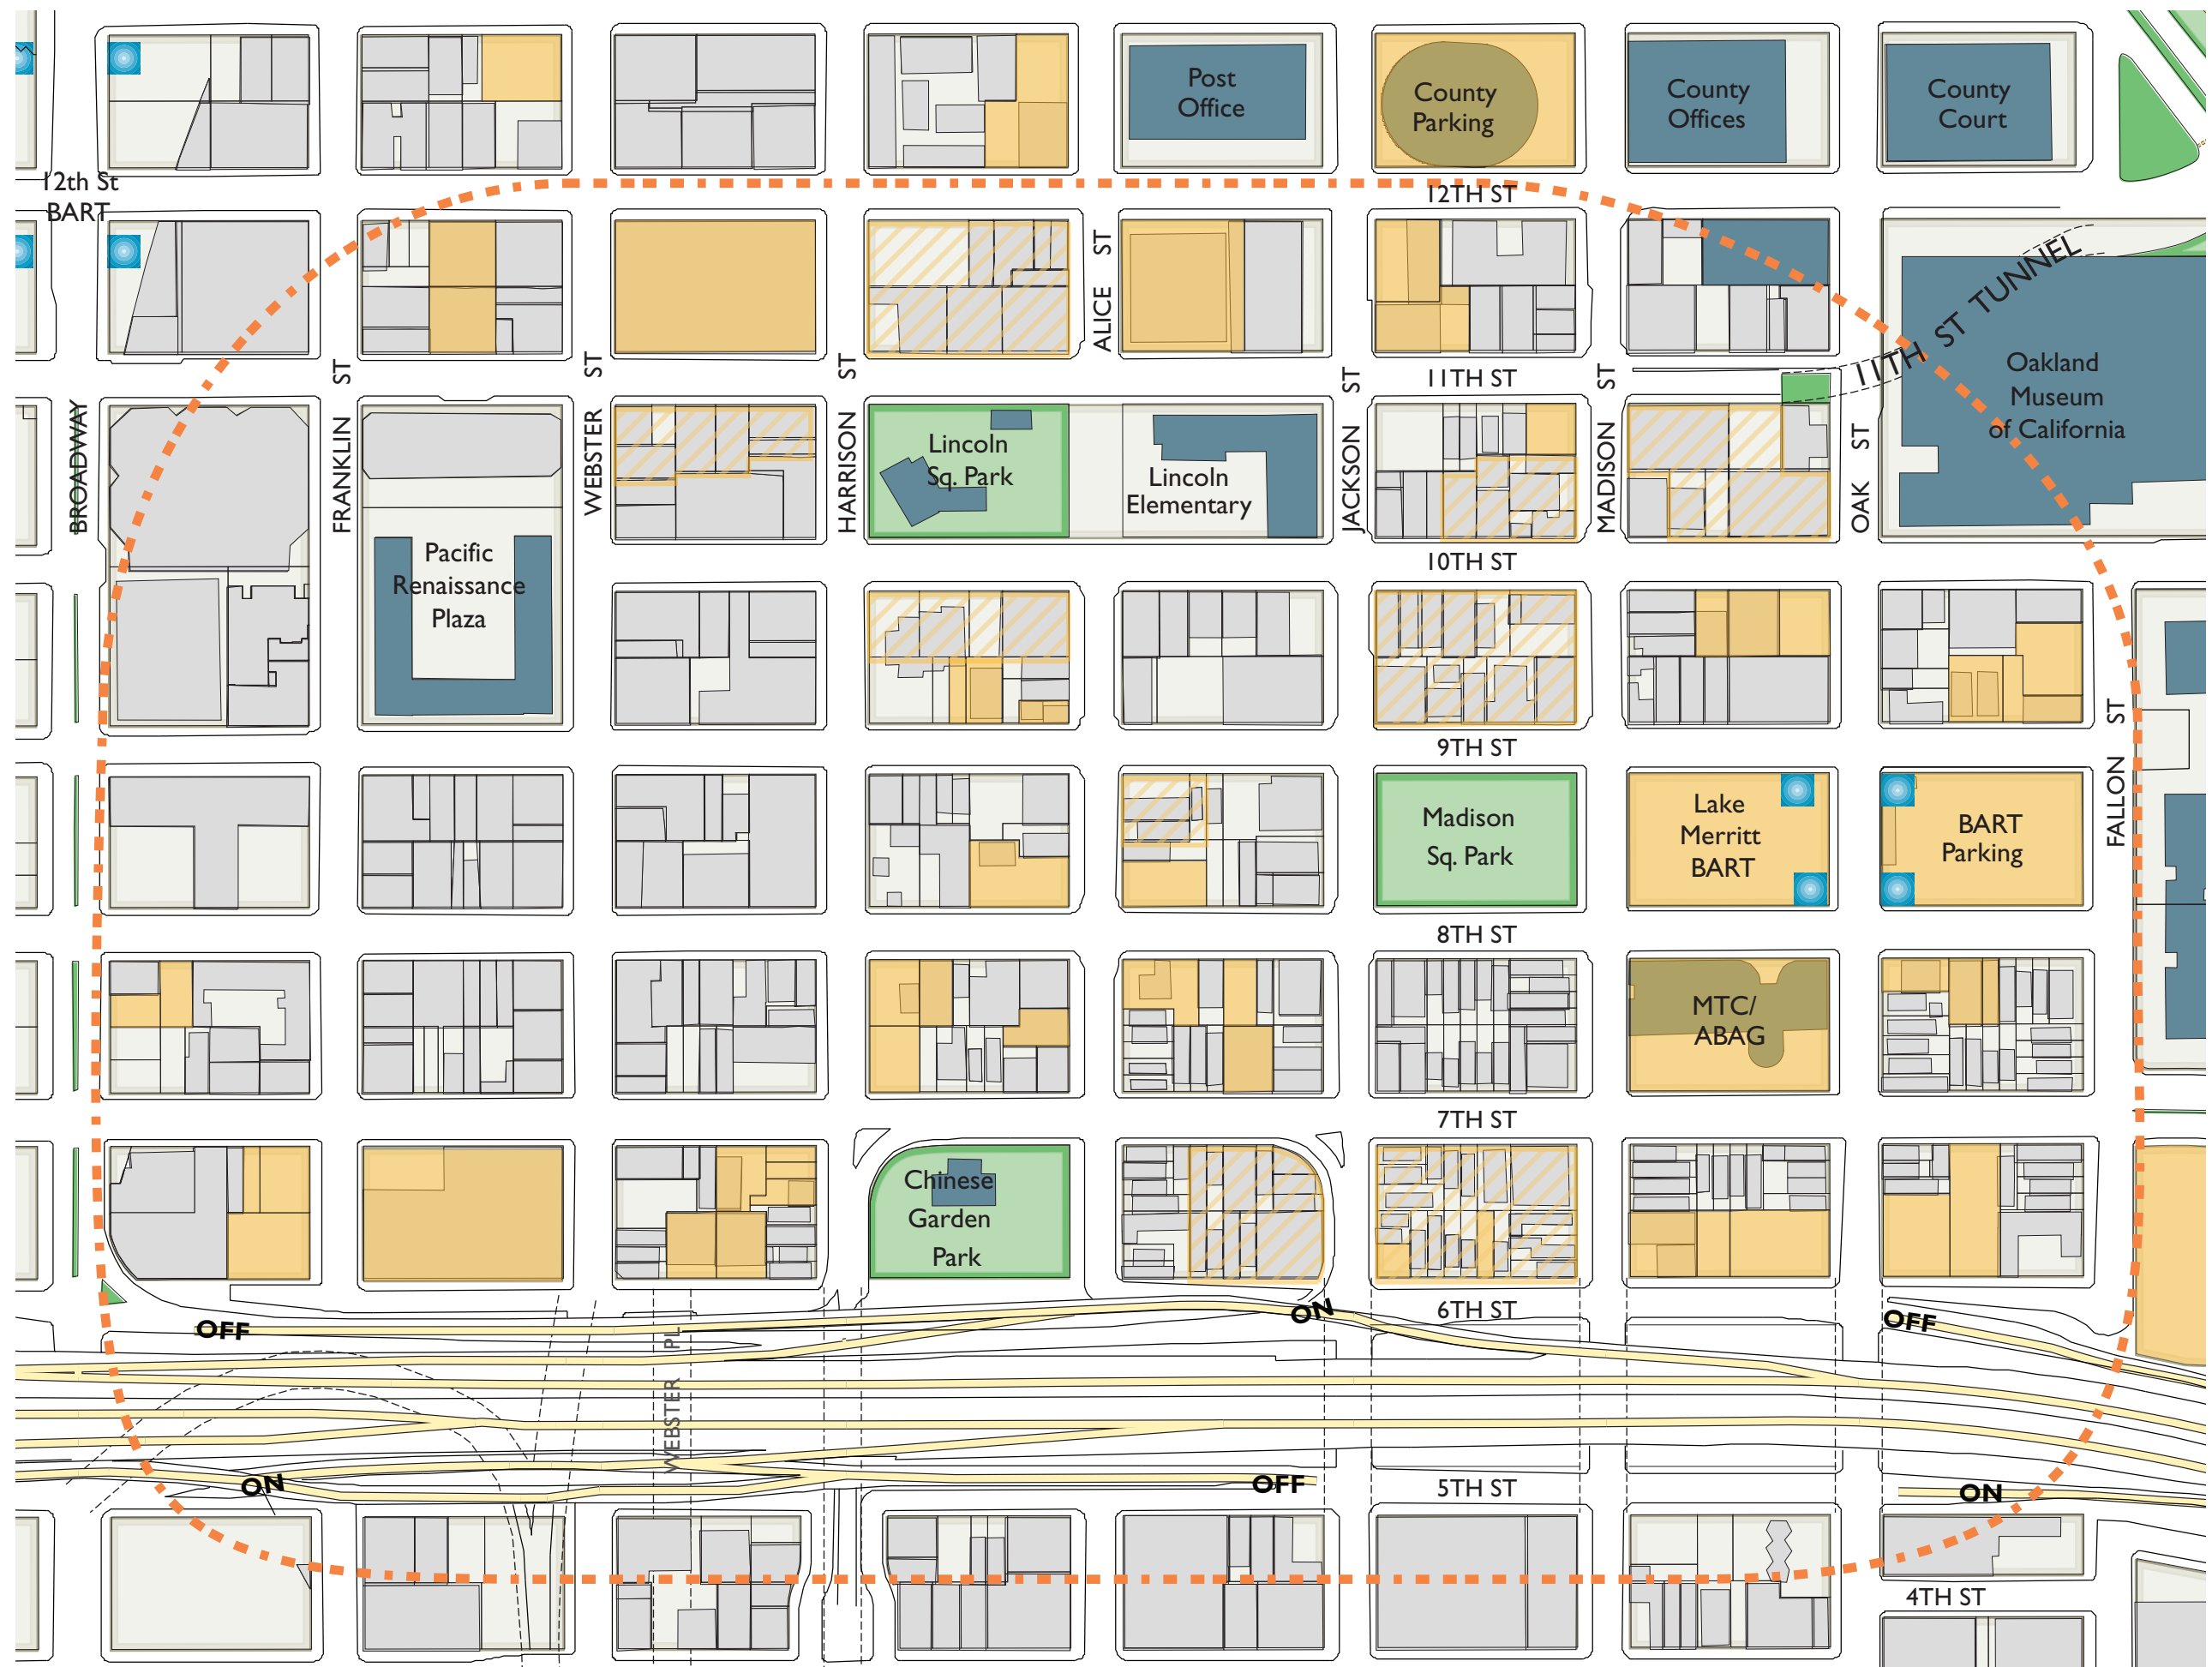 Post
Office
County
Parking
County
Offices
County
Court
12th St
BART
12TH ST
ALICE ST
11TH ST TUNNEL
Oakland
Museum
of California
11TH ST
BROADWAY
FRANKLIN ST
WEBSTER ST
HARRISON ST
JACKSON ST
MADISON ST
OAK ST
Lincoln
Sq. Park
Lincoln
Elementary
Pacific
Renaissance
Plaza
10TH ST
FALLON ST
9TH ST
Madison
Sq. Park
Lake
Merritt
BART
BART
Parking
8TH ST
MTC/
ABAG
7TH ST
Chinese
Garden
Park
6TH ST
OFF
ON
OFF
WEBSTER PL
ON
OFF
5TH ST
ON
4TH ST